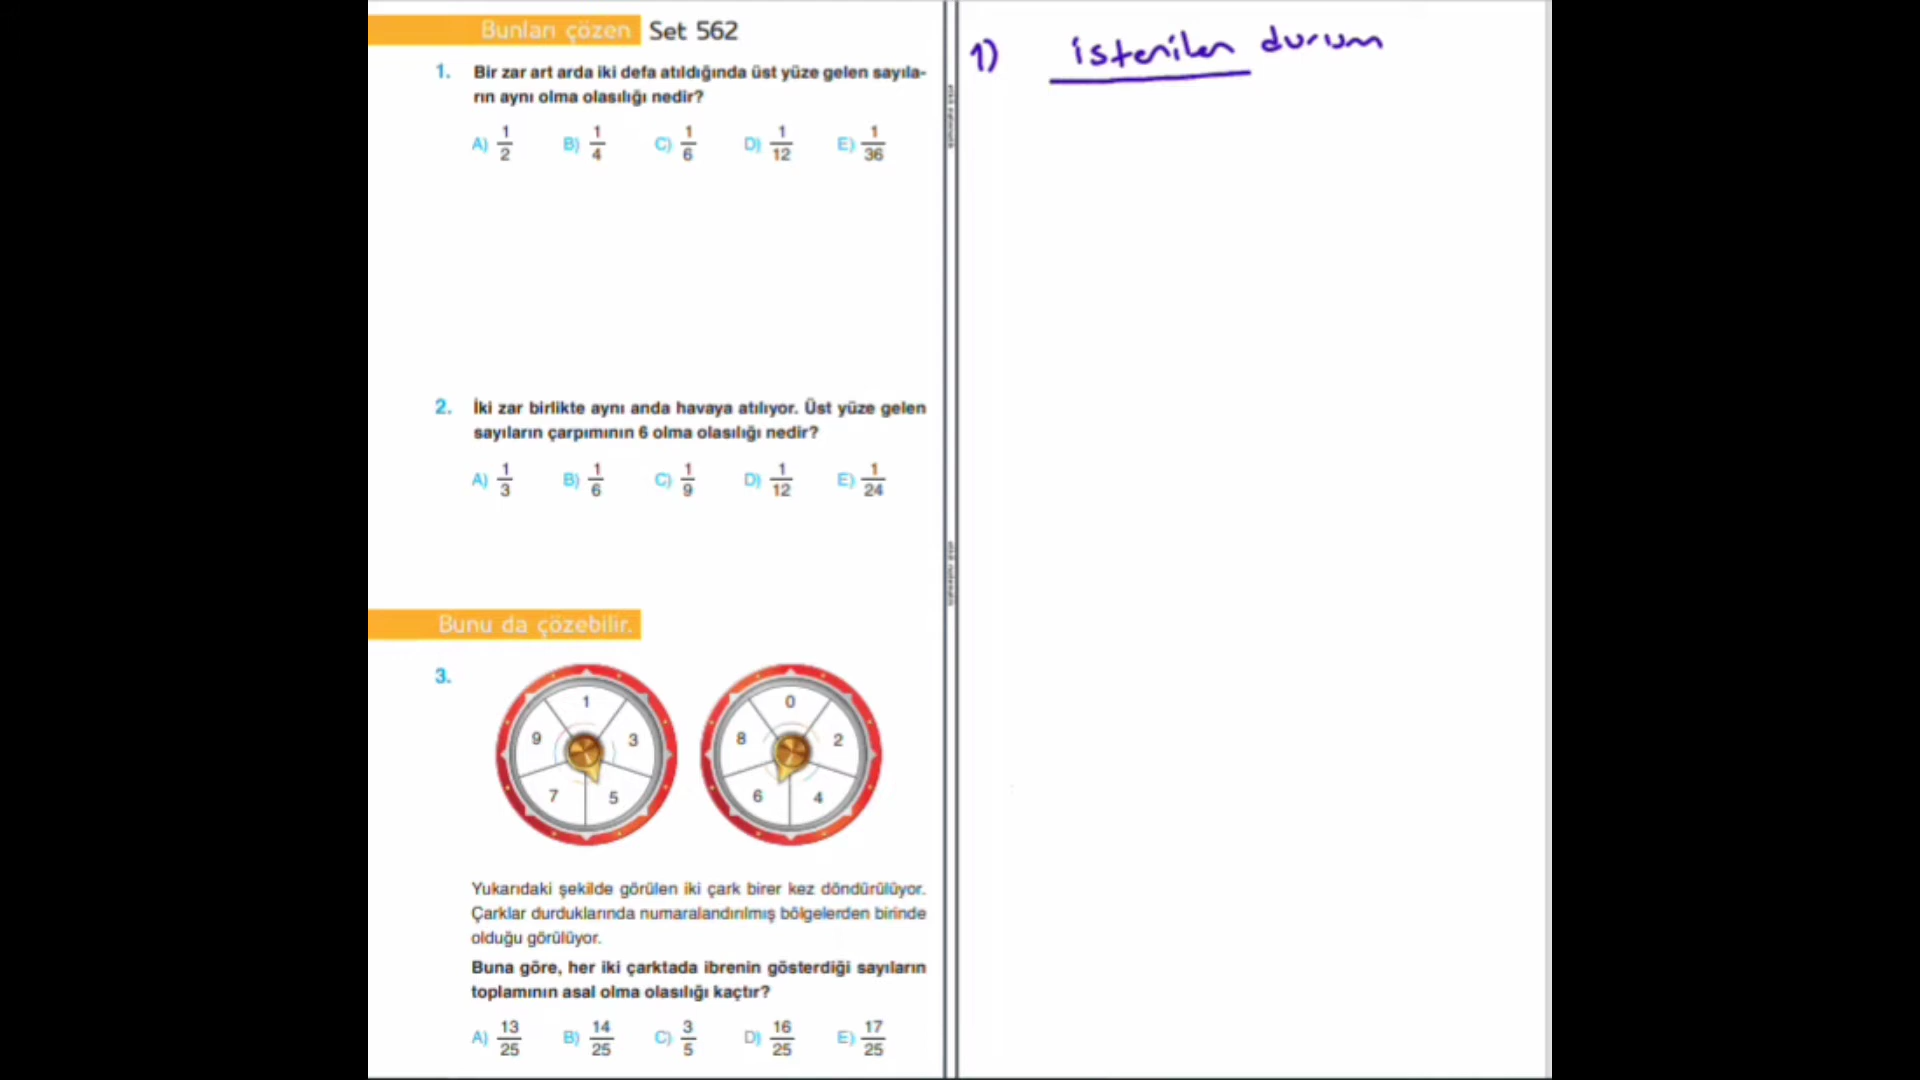 Bunları çözen Set 562
1. Bir zar art arda iki defa atıldığında üst yüze gelen sayıla-
rın aynı olma olasılığı nedir?
A) 1/2 B) 1/4 C) 1/6 D) 1/12 E) 1/36
2. İki zar birlikte aynı anda havaya atılıyor. Üst yüze gelen
sayıların çarpımının 6 olma olasılığı nedir?
A) 1/3 B) 1/6 C) 1/9 D) 1/12 E) 1/24
Bunu da çözebilir.
3.
1 3 5 7 9
0 2 4 6 8
Yukarıdaki şekilde görülen iki çark birer kez döndürülüyor.
Çarklar durduklarında numaralandırılmış bölgelerden birinde
olduğu görülüyor.
Buna göre, her iki çarktada ibrenin gösterdiği sayıların
toplamının asal olma olasılığı kaçtır?
A) 13/25 B) 14/25 C) 3/5 D) 16/25 E) 17/25
1) istenilen durum